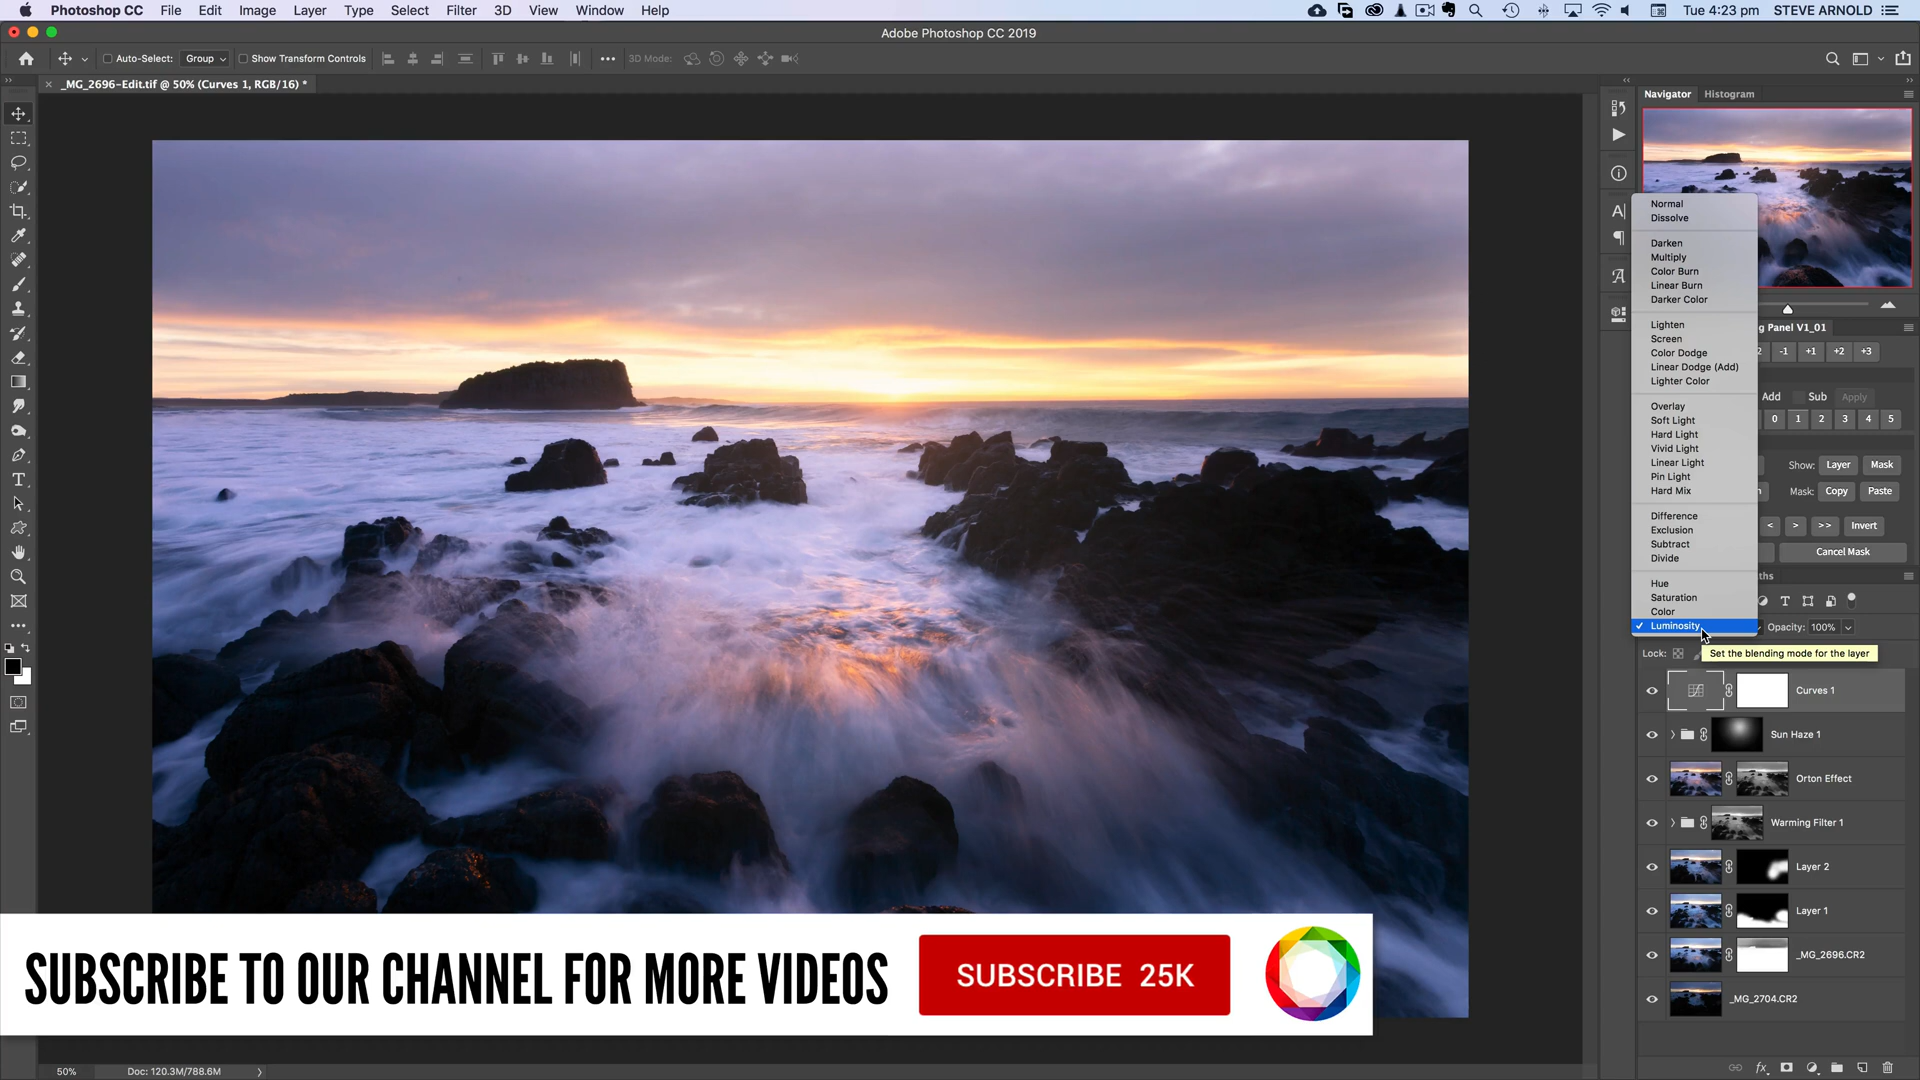 Photoshop CC File Edit Image Layer Type Select Filter 3D View Window Help
Tue 4:23 pm STEVE ARNOLD
Adobe Photoshop CC 2019
Auto-Select: Group Show Transform Controls 3D Mode:
_MG_2696-Edit.tif @ 50% (Curves 1, RGB/16) *
Navigator Histogram
Normal
Dissolve
Darken
Multiply
Color Burn
Linear Burn
Darker Color
Lighten
Screen
Color Dodge
Linear Dodge (Add)
Lighter Color
Overlay
Soft Light
Hard Light
Vivid Light
Linear Light
Pin Light
Hard Mix
Difference
Exclusion
Subtract
Divide
Hue
Saturation
Color
Luminosity
g Panel V1_01
2 -1 +1 +2 +3
Add Sub Apply
0 1 2 3 4 5
Show: Layer Mask
n Mask: Copy Paste
< > >> Invert
Cancel Mask
ths
Opacity: 100%
Lock:
Set the blending mode for the layer
Curves 1
Sun Haze 1
Orton Effect
Warming Filter 1
Layer 2
Layer 1
_MG_2696.CR2
_MG_2704.CR2
SUBSCRIBE TO OUR CHANNEL FOR MORE VIDEOS
SUBSCRIBE 25K
50% Doc: 120.3M/788.6M